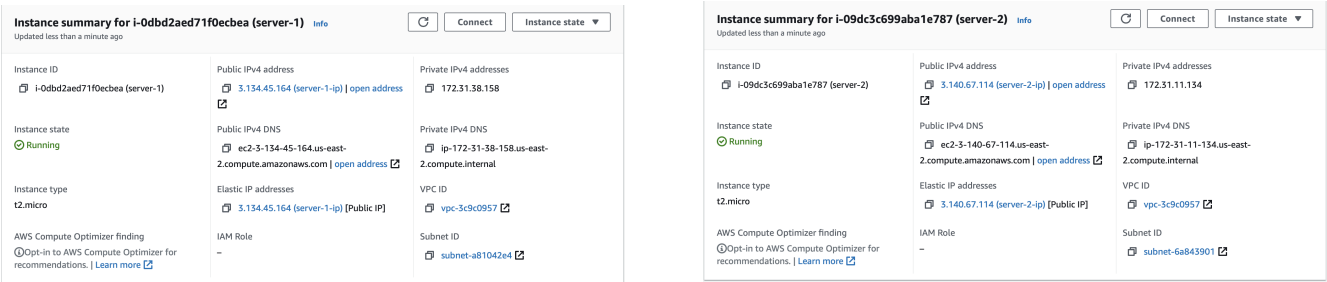 Instance summary for i-0dbd2aed71f0ecbea (server-1) Info
Connect
Instance state ▼
Updated less than a minute ago
Instance ID
i-0dbd2aed71f0ecbea (server-1)
Public IPv4 address
3.134.45.164 (server-1-ip) | open address
Private IPv4 addresses
172.31.38.158
Instance state
Running
Public IPv4 DNS
ec2-3-134-45-164.us-east-
2.compute.amazonaws.com | open address
Private IPv4 DNS
ip-172-31-38-158.us-east-
2.compute.internal
Instance type
t2.micro
Elastic IP addresses
3.134.45.164 (server-1-ip) [Public IP]
VPC ID
vpc-3c9c0957
AWS Compute Optimizer finding
Opt-in to AWS Compute Optimizer for
recommendations. | Learn more
IAM Role
–
Subnet ID
subnet-a81042e4
Instance summary for i-09dc3c699aba1e787 (server-2) Info
Connect
Instance state ▼
Updated less than a minute ago
Instance ID
i-09dc3c699aba1e787 (server-2)
Public IPv4 address
3.140.67.114 (server-2-ip) | open address
Private IPv4 addresses
172.31.11.134
Instance state
Running
Public IPv4 DNS
ec2-3-140-67-114.us-east-
2.compute.amazonaws.com | open address
Private IPv4 DNS
ip-172-31-11-134.us-east-
2.compute.internal
Instance type
t2.micro
Elastic IP addresses
3.140.67.114 (server-2-ip) [Public IP]
VPC ID
vpc-3c9c0957
AWS Compute Optimizer finding
Opt-in to AWS Compute Optimizer for
recommendations. | Learn more
IAM Role
–
Subnet ID
subnet-6a843901